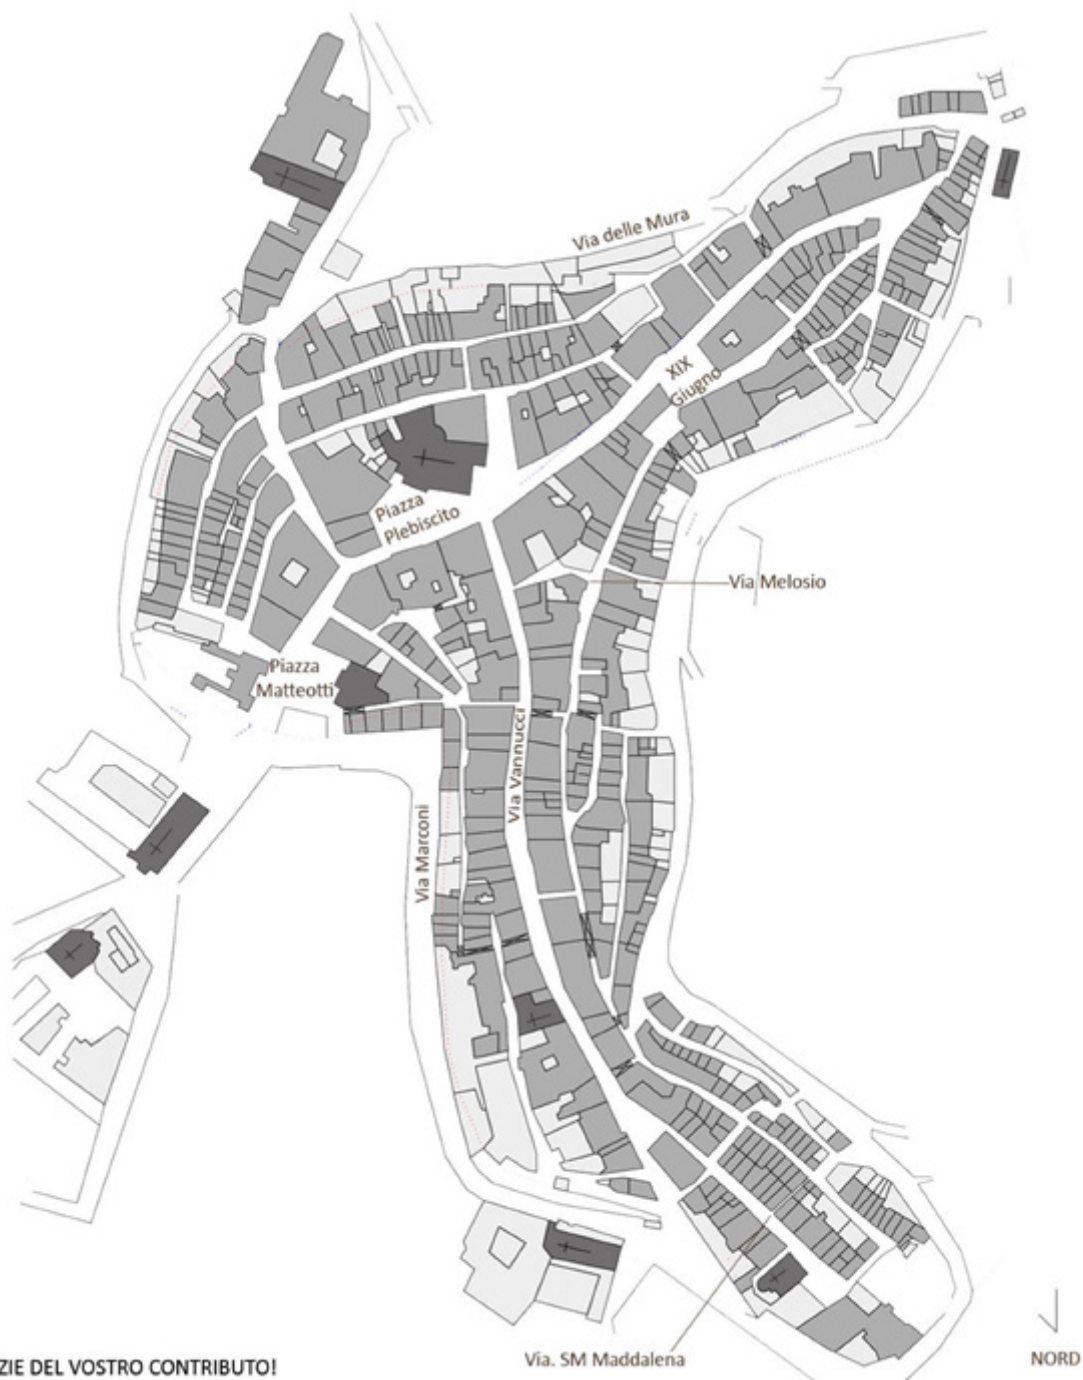 Via delle Mura
XIX
Giugno
Piazza
Plebiscito
Via Melosio
Piazza
Matteotti
Via Vannucci
Via Marconi
ZIE DEL VOSTRO CONTRIBUTO!
Via. SM Maddalena
NORD